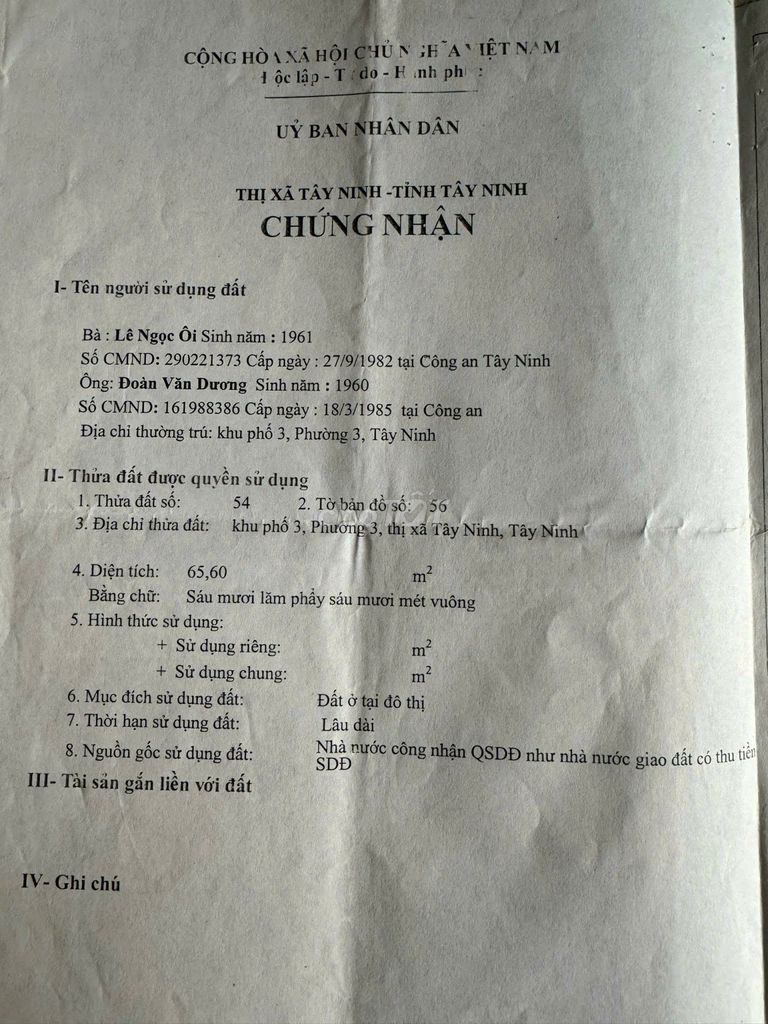 CỘNG HÒA XÃ HỘI CHỦ NGHĨA VIỆT NAM
Độc lập - Tự do - Hạnh phúc
UỶ BAN NHÂN DÂN
THỊ XÃ TÂY NINH -TỈNH TÂY NINH
CHỨNG NHẬN
I- Tên người sử dụng đất
Bà : Lê Ngọc Ôi Sinh năm : 1961
Số CMND: 290221373 Cấp ngày : 27/9/1982 tại Công an Tây Ninh
Ông: Đoàn Văn Dương Sinh năm : 1960
Số CMND: 161988386 Cấp ngày : 18/3/1985 tại Công an
Địa chỉ thường trú: khu phố 3, Phường 3, Tây Ninh
II- Thửa đất được quyền sử dụng
1. Thửa đất số: 54 2. Tờ bản đồ số: 56
3. Địa chỉ thửa đất: khu phố 3, Phường 3, thị xã Tây Ninh, Tây Ninh
4. Diện tích: 65,60 m²
Bằng chữ: Sáu mươi lăm phẩy sáu mươi mét vuông
5. Hình thức sử dụng:
+ Sử dụng riêng: m²
+ Sử dụng chung: m²
6. Mục đích sử dụng đất: Đất ở tại đô thị
7. Thời hạn sử dụng đất: Lâu dài
8. Nguồn gốc sử dụng đất: Nhà nước công nhận QSDĐ như nhà nước giao đất có thu tiền
SDĐ
III- Tài sản gắn liền với đất
IV- Ghi chú